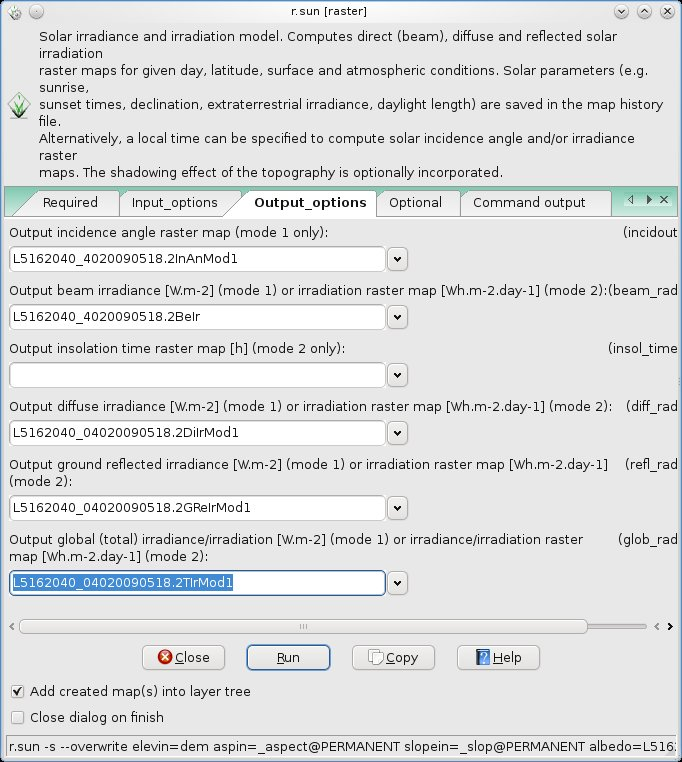 r.sun [raster]
Solar irradiance and irradiation model. Computes direct (beam), diffuse and reflected solar
irradiation
raster maps for given day, latitude, surface and atmospheric conditions. Solar parameters (e.g.
sunrise,
sunset times, declination, extraterrestrial irradiance, daylight length) are saved in the map history
file.
Alternatively, a local time can be specified to compute solar incidence angle and/or irradiance
raster
maps. The shadowing effect of the topography is optionally incorporated.
Required Input_options Output_options Optional Command output
Output incidence angle raster map (mode 1 only): (incidout
L5162040_4020090518.2InAnMod1
Output beam irradiance [W.m-2] (mode 1) or irradiation raster map [Wh.m-2.day-1] (mode 2):(beam_rad
L5162040_4020090518.2BeIr
Output insolation time raster map [h] (mode 2 only): (insol_time
Output diffuse irradiance [W.m-2] (mode 1) or irradiation raster map [Wh.m-2.day-1] (mode 2): (diff_rad
L5162040_04020090518.2DiIrMod1
Output ground reflected irradiance [W.m-2] (mode 1) or irradiation raster map [Wh.m-2.day-1] (refl_rad
(mode 2):
L5162040_04020090518.2GReIrMod1
Output global (total) irradiance/irradiation [W.m-2] (mode 1) or irradiance/irradiation raster (glob_rad
map [Wh.m-2.day-1] (mode 2):
L5162040_04020090518.2TIrMod1
Close Run Copy Help
Add created map(s) into layer tree
Close dialog on finish
r.sun -s --overwrite elevin=dem aspin=_aspect@PERMANENT slopein=_slop@PERMANENT albedo=L5162